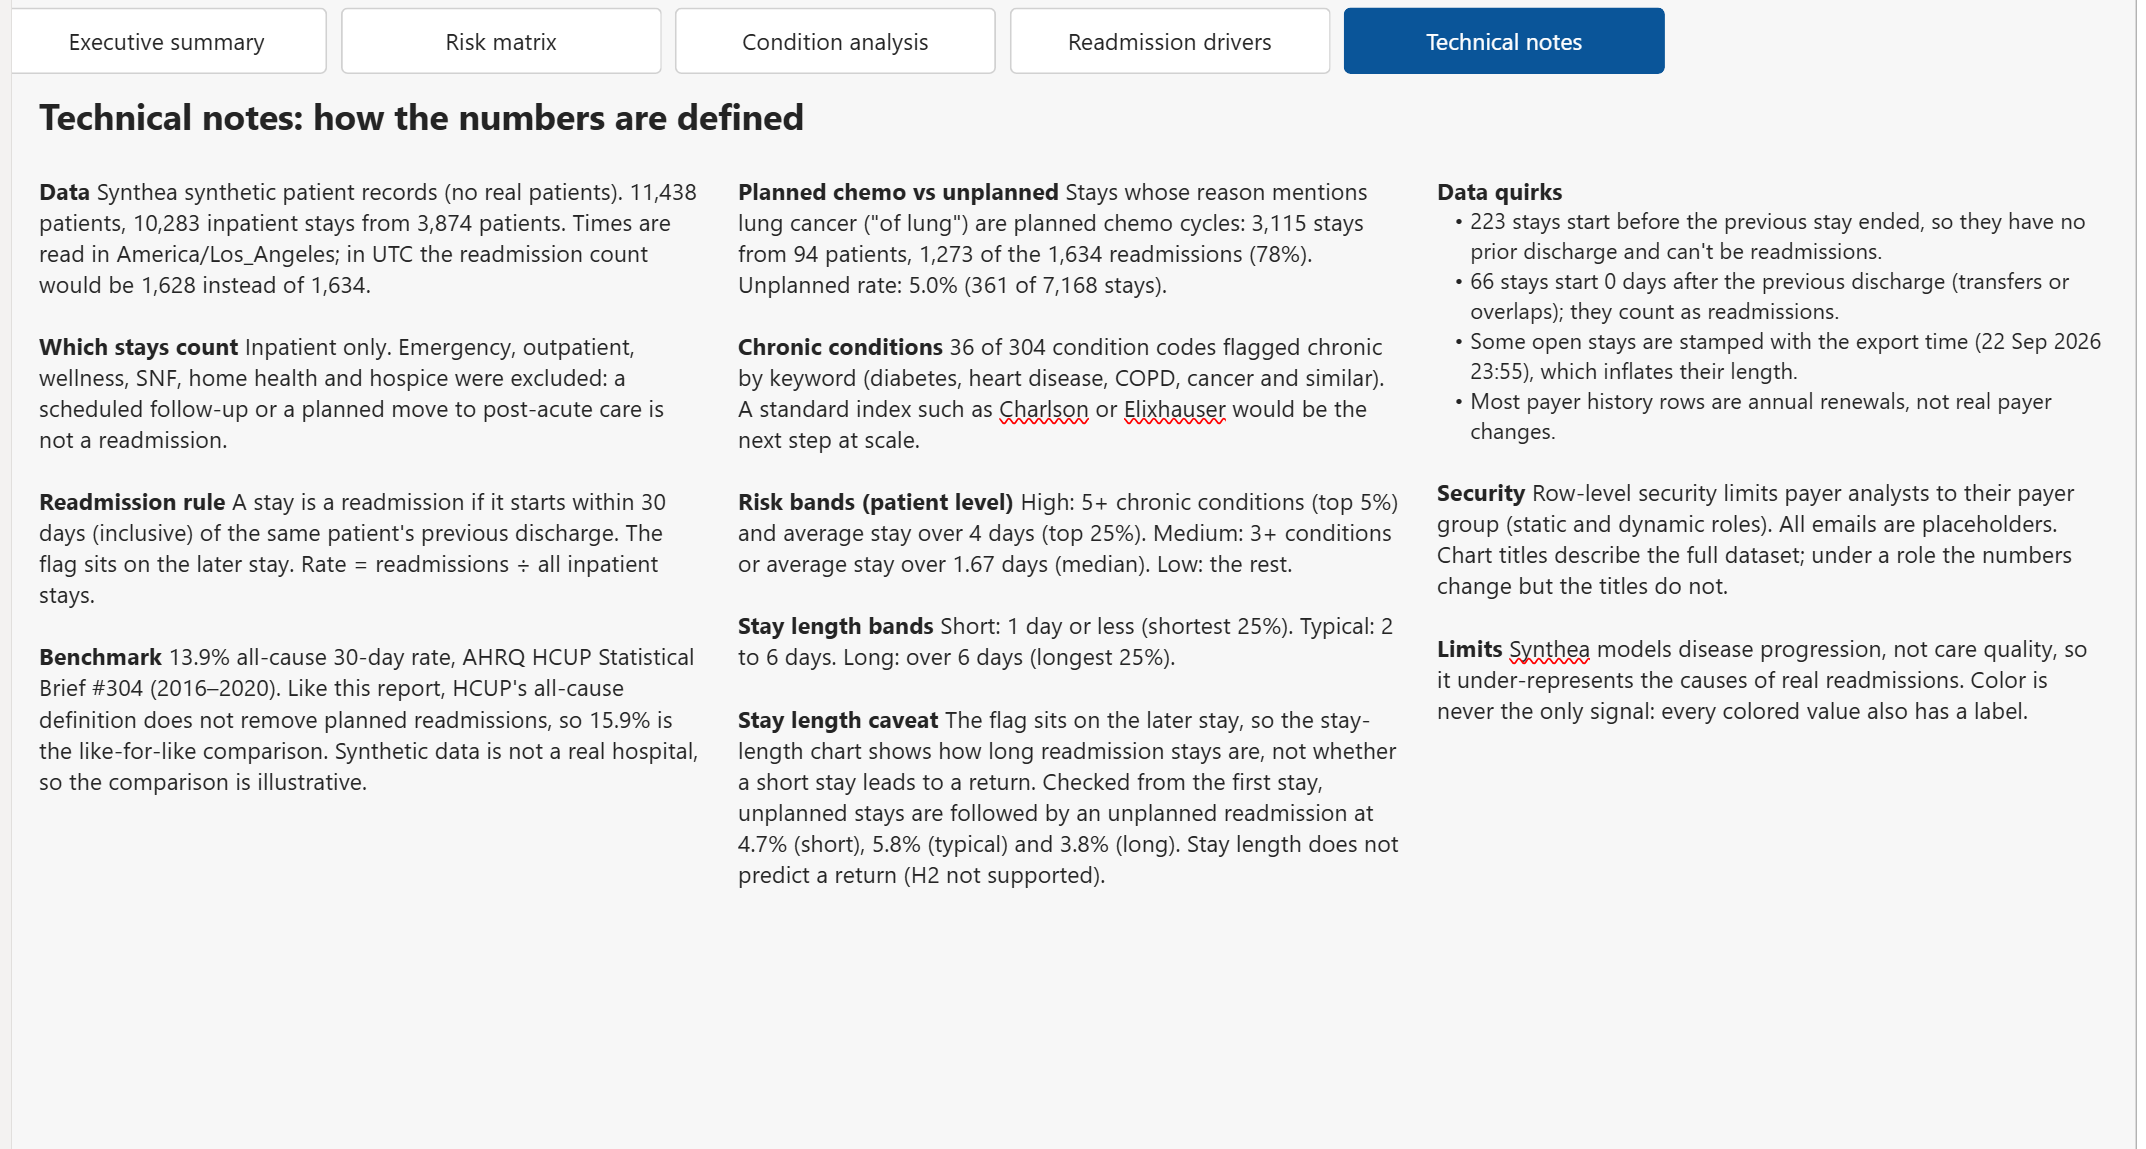 Executive summary
Risk matrix
Condition analysis
Readmission drivers
Technical notes
Technical notes: how the numbers are defined
Data Synthea synthetic patient records (no real patients). 11,438
patients, 10,283 inpatient stays from 3,874 patients. Times are
read in America/Los_Angeles; in UTC the readmission count
would be 1,628 instead of 1,634.
Which stays count Inpatient only. Emergency, outpatient,
wellness, SNF, home health and hospice were excluded: a
scheduled follow-up or a planned move to post-acute care is
not a readmission.
Readmission rule A stay is a readmission if it starts within 30
days (inclusive) of the same patient's previous discharge. The
flag sits on the later stay. Rate = readmissions ÷ all inpatient
stays.
Benchmark 13.9% all-cause 30-day rate, AHRQ HCUP Statistical
Brief #304 (2016–2020). Like this report, HCUP's all-cause
definition does not remove planned readmissions, so 15.9% is
the like-for-like comparison. Synthetic data is not a real hospital,
so the comparison is illustrative.
Planned chemo vs unplanned Stays whose reason mentions
lung cancer ("of lung") are planned chemo cycles: 3,115 stays
from 94 patients, 1,273 of the 1,634 readmissions (78%).
Unplanned rate: 5.0% (361 of 7,168 stays).
Chronic conditions 36 of 304 condition codes flagged chronic
by keyword (diabetes, heart disease, COPD, cancer and similar).
A standard index such as Charlson or Elixhauser would be the
next step at scale.
Risk bands (patient level) High: 5+ chronic conditions (top 5%)
and average stay over 4 days (top 25%). Medium: 3+ conditions
or average stay over 1.67 days (median). Low: the rest.
Stay length bands Short: 1 day or less (shortest 25%). Typical: 2
to 6 days. Long: over 6 days (longest 25%).
Stay length caveat The flag sits on the later stay, so the stay-
length chart shows how long readmission stays are, not whether
a short stay leads to a return. Checked from the first stay,
unplanned stays are followed by an unplanned readmission at
4.7% (short), 5.8% (typical) and 3.8% (long). Stay length does not
predict a return (H2 not supported).
Data quirks
• 223 stays start before the previous stay ended, so they have no
prior discharge and can't be readmissions.
• 66 stays start 0 days after the previous discharge (transfers or
overlaps); they count as readmissions.
• Some open stays are stamped with the export time (22 Sep 2026
23:55), which inflates their length.
• Most payer history rows are annual renewals, not real payer
changes.
Security Row-level security limits payer analysts to their payer
group (static and dynamic roles). All emails are placeholders.
Chart titles describe the full dataset; under a role the numbers
change but the titles do not.
Limits Synthea models disease progression, not care quality, so
it under-represents the causes of real readmissions. Color is
never the only signal: every colored value also has a label.